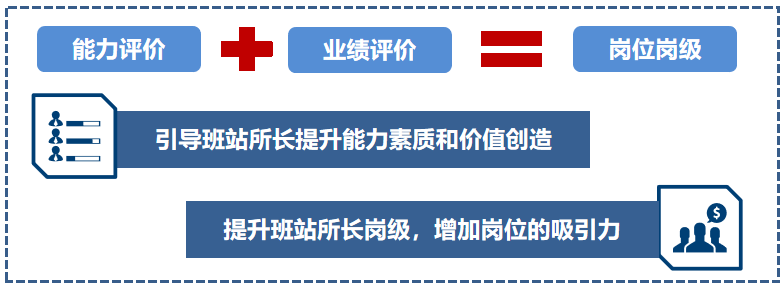 能力评价 + 业绩评价 = 岗位岗级
引导班站所长提升能力素质和价值创造
提升班站所长岗级，增加岗位的吸引力
$